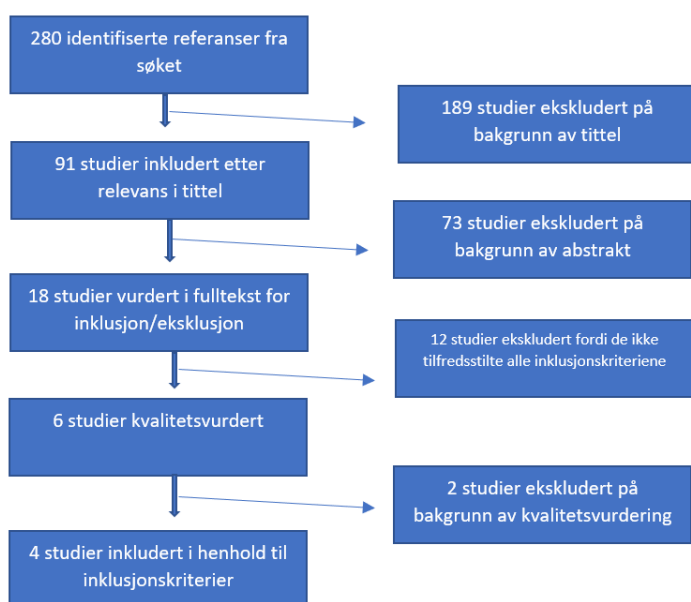 280 identifiserte referanser fra
søket
189 studier ekskludert på
bakgrunn av tittel
91 studier inkludert etter
relevans i tittel
73 studier ekskludert på
bakgrunn av abstrakt
18 studier vurdert i fulltekst for
inklusjon/eksklusjon
12 studier ekskludert fordi de ikke
tilfredsstilte alle inklusjonskriteriene
6 studier kvalitetsvurdert
2 studier ekskludert på
bakgrunn av kvalitetsvurdering
4 studier inkludert i henhold til
inklusjonskriterier